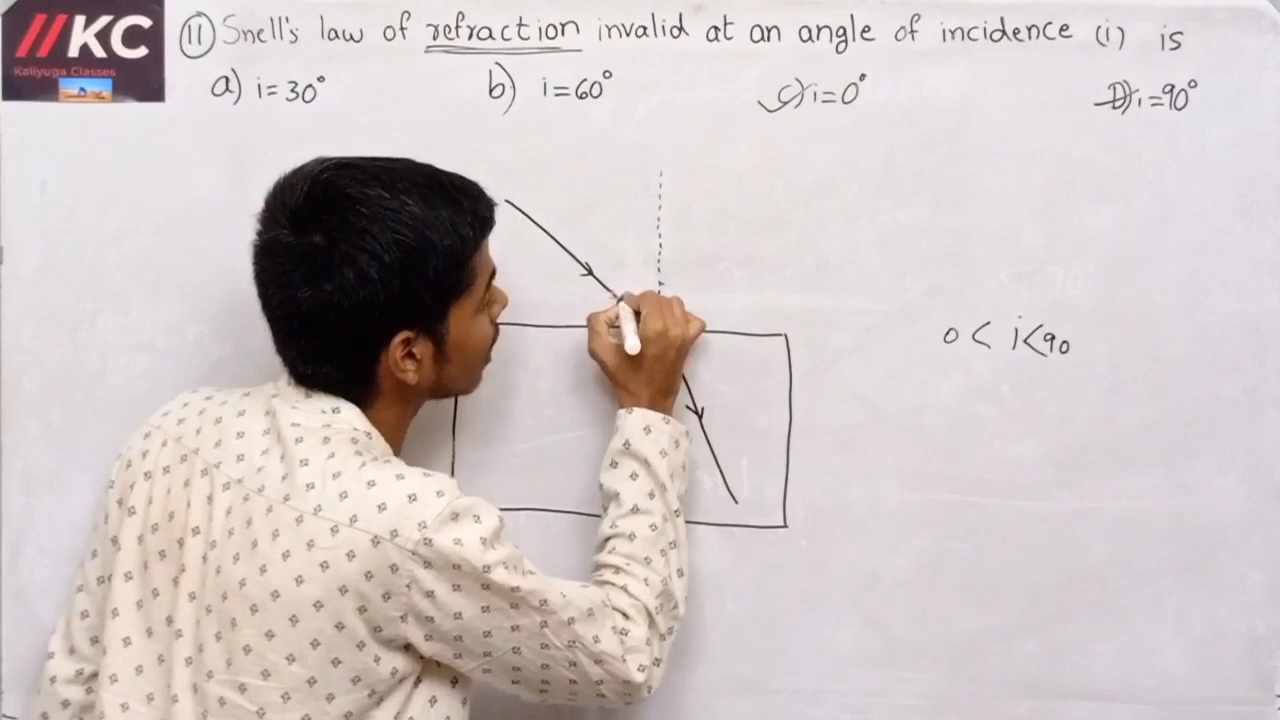 //KC
Kaliyuga Classes
11) Snell's law of refraction invalid at an angle of incidence (i) is
a) i=30° b) i=60° c) i=0° D) i=90°
0< i<90